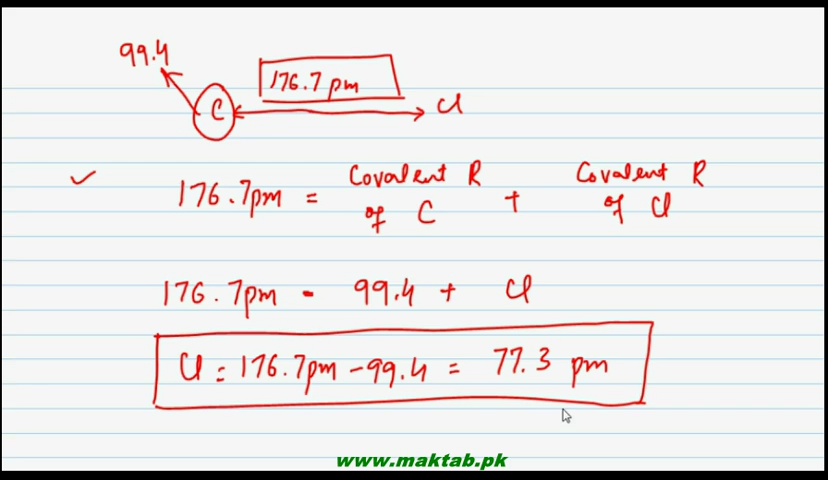 99.4
176.7 pm
C Cl
176.7pm = Covalent R of C + Covalent R of Cl
176.7pm = 99.4 + Cl
Cl = 176.7pm - 99.4 = 77.3 pm
www.maktab.pk